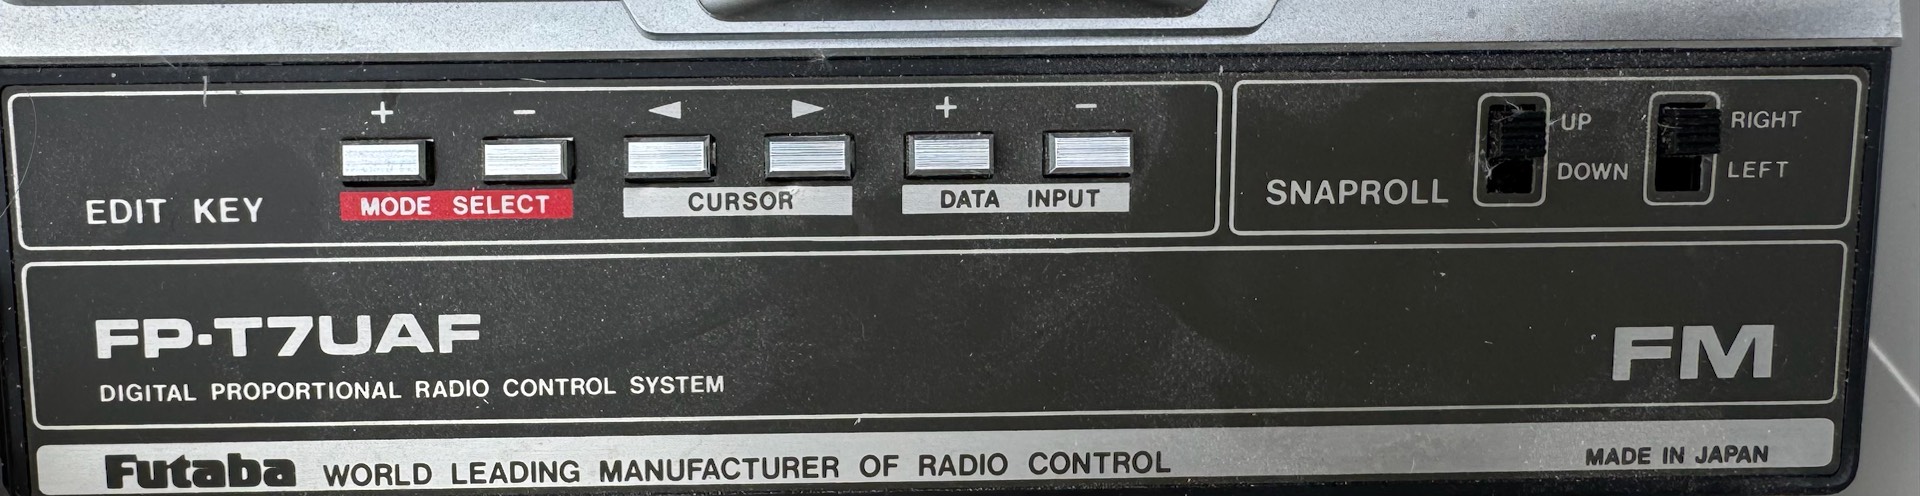 + - ◀ ▶ + -
EDIT KEY
MODE SELECT
CURSOR
DATA INPUT
SNAPROLL
UP
DOWN
RIGHT
LEFT
FP-T7UAF
DIGITAL PROPORTIONAL RADIO CONTROL SYSTEM
FM
Futaba WORLD LEADING MANUFACTURER OF RADIO CONTROL
MADE IN JAPAN